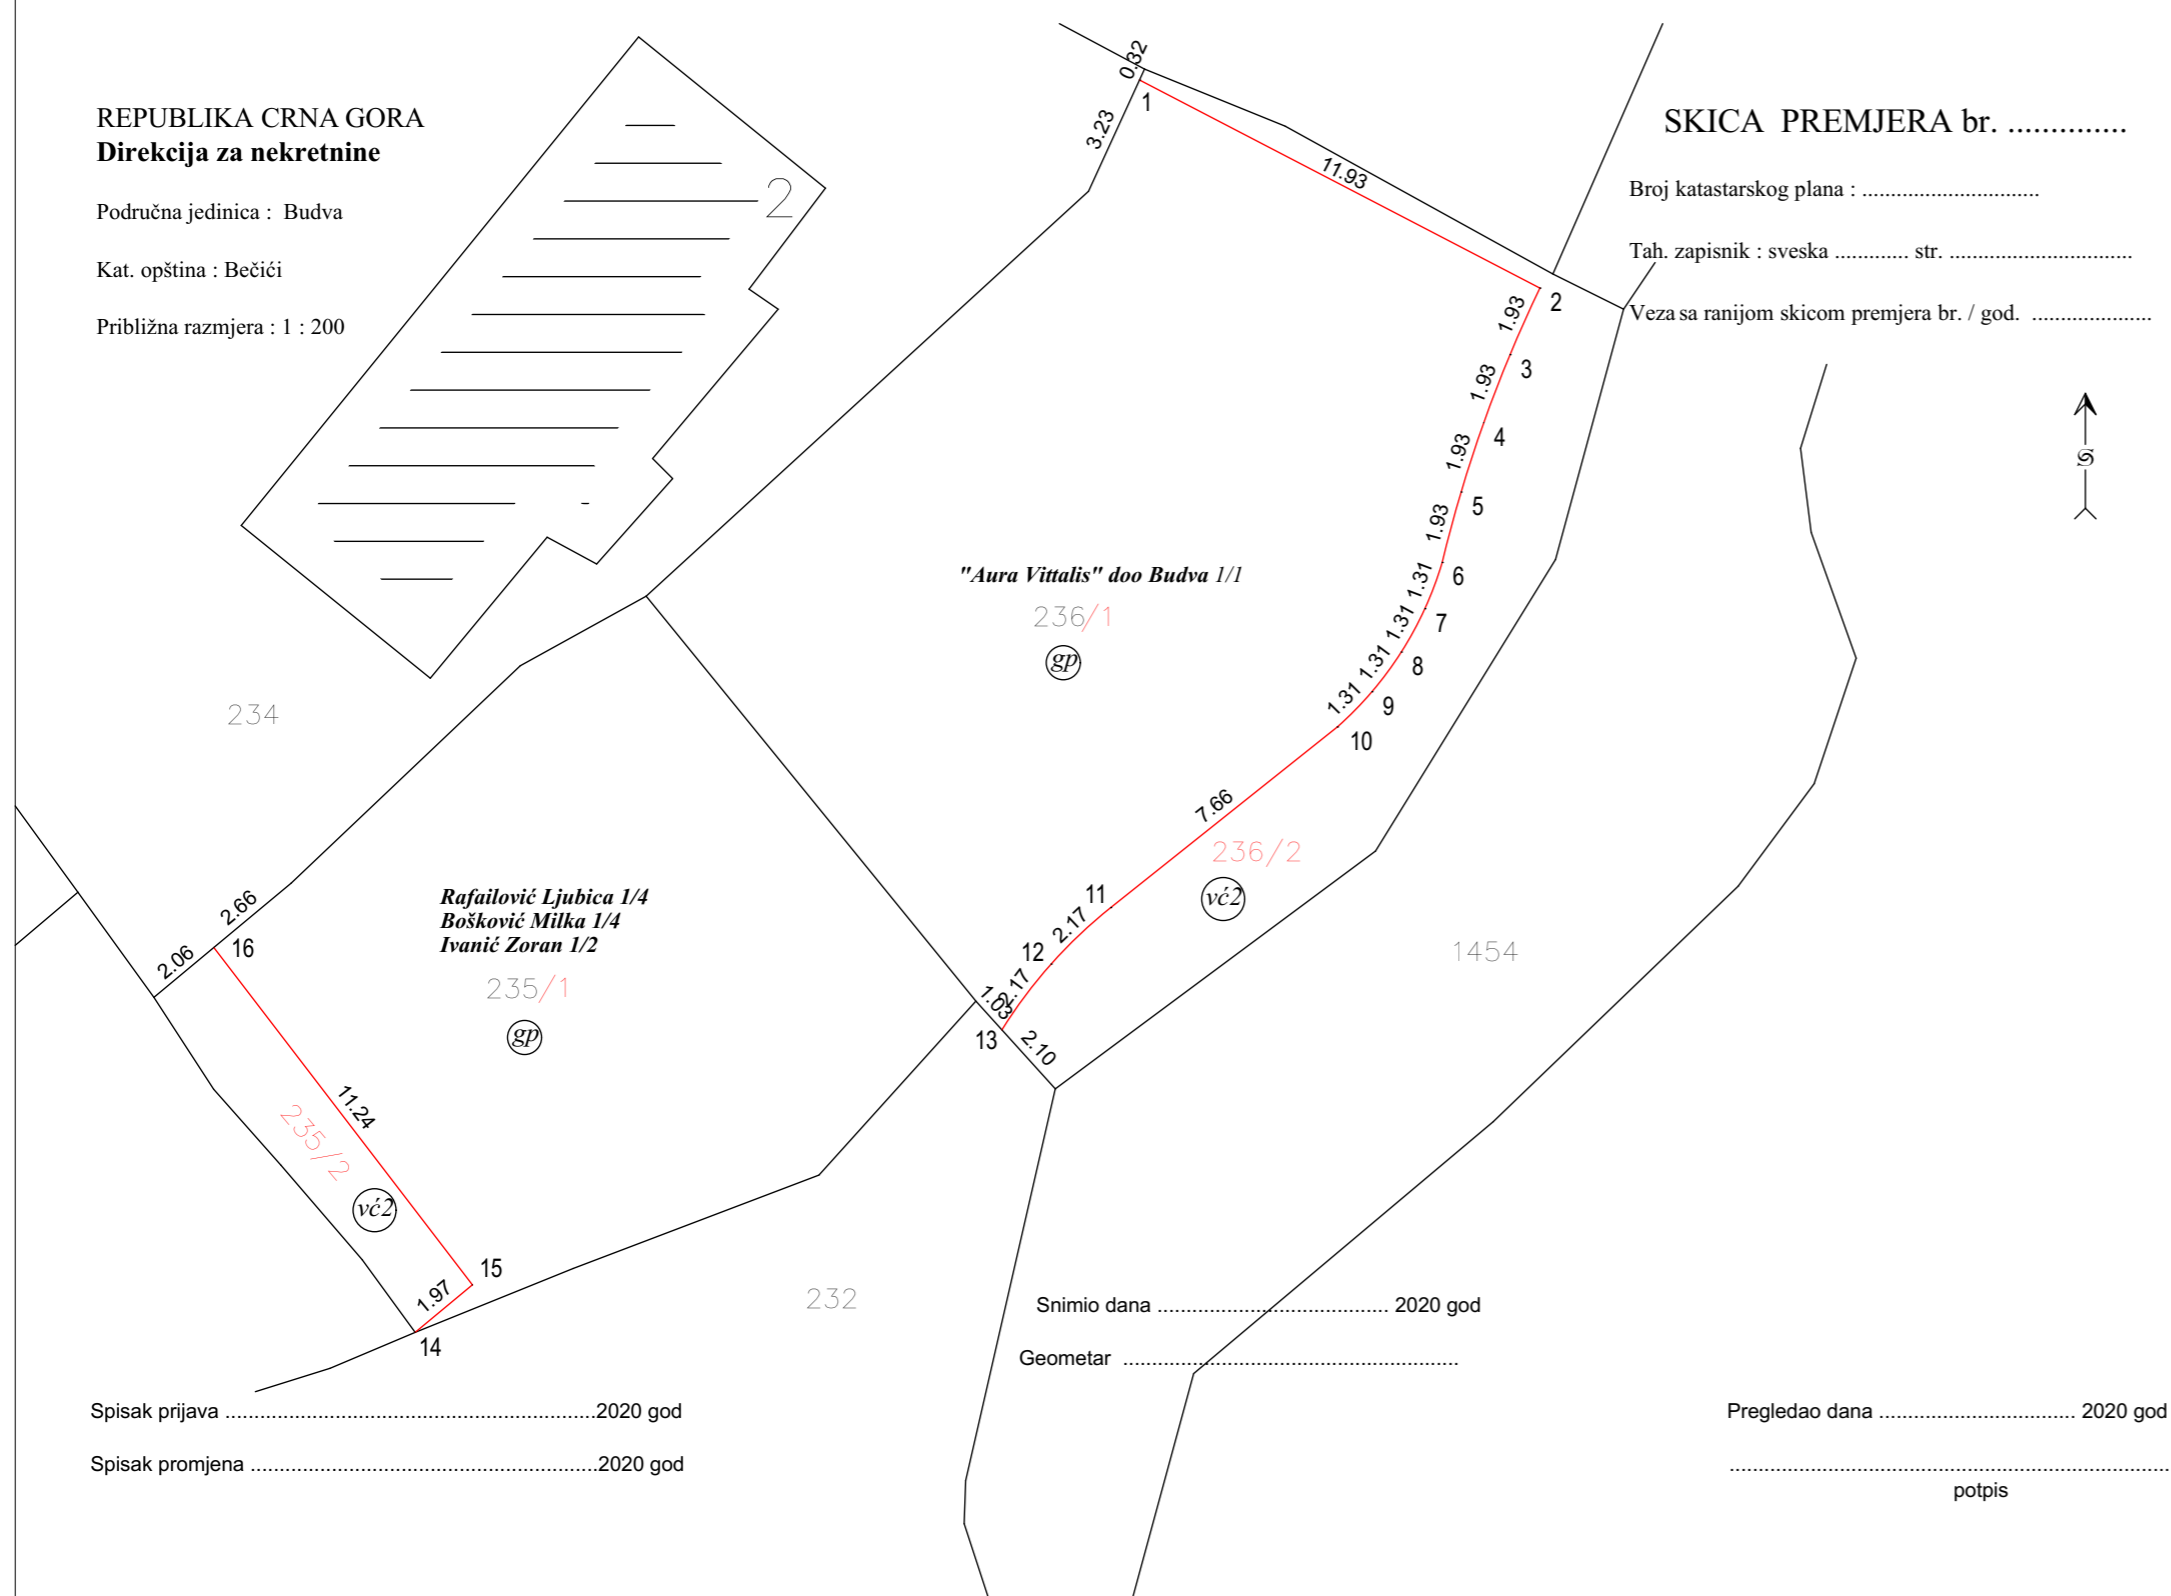 REPUBLIKA CRNA GORA
Direkcija za nekretnine
Područna jedinica : Budva
Kat. opština : Bečići
Približna razmjera : 1 : 200
SKICA PREMJERA br. ..............
Broj katastarskog plana : ...............................
Tah. zapisnik : sveska ............. str. ................................
Veza sa ranijom skicom premjera br. / god. .....................
S
2
0.32
1
3.23
11.93
2
1.93
3
1.93
4
1.93
5
1.93
6
1.31
7
1.31
8
1.31
9
1.31
10
"Aura Vittalis" doo Budva 1/1
236/1
gp
7.66
236/2
vć2
11
2.17
12
2.17
1.03
13
2.10
1454
234
2.66
16
2.06
Rafailović Ljubica 1/4
Bošković Milka 1/4
Ivanić Zoran 1/2
235/1
gp
11.24
235/2
vć2
15
1.97
14
232
Snimio dana ........................................ 2020 god
Geometar ..........................................................
Spisak prijava ................................................................2020 god
Spisak promjena ............................................................2020 god
Pregledao dana .................................. 2020 god
............................................................................
potpis